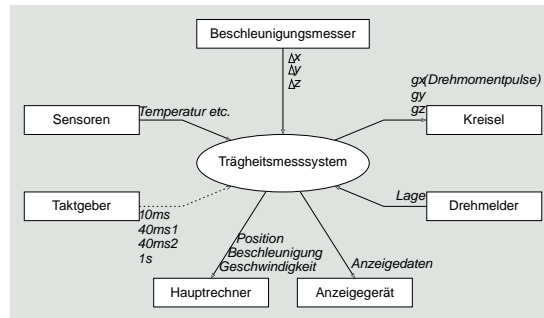 Beschleunigungsmesser
Δx
Δy
Δz
gx(Drehmomentpulse)
gy
gz
Sensoren
Temperatur etc.
Kreisel
Trägheitsmesssystem
Taktgeber
10ms
40ms1
40ms2
1s
Lage
Drehmelder
Position
Beschleunigung
Geschwindigkeit
Anzeigedaten
Hauptrechner
Anzeigegerät